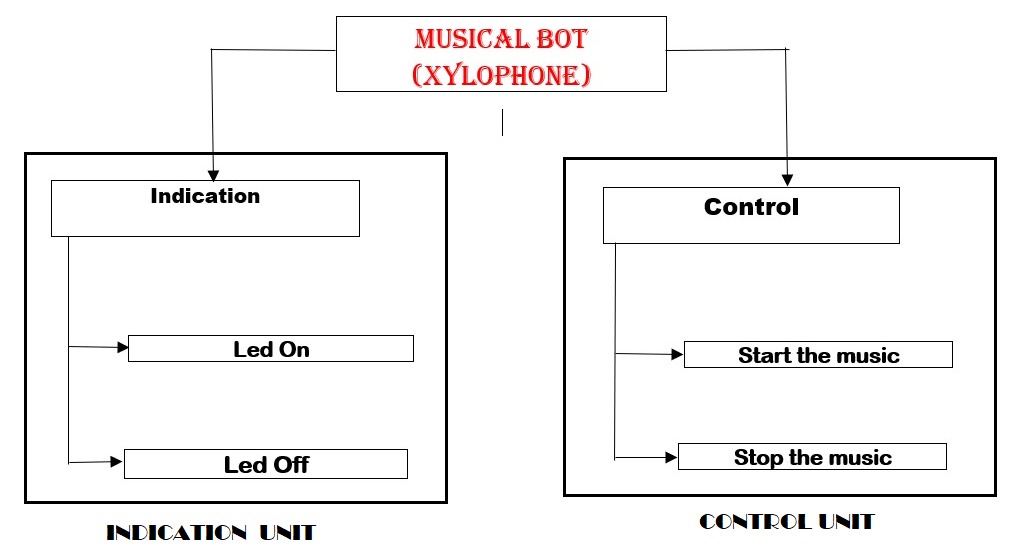 MUSICAL BOT
(XYLOPHONE)
Indication
Led On
Led Off
INDICATION UNIT
Control
Start the music
Stop the music
CONTROL UNIT